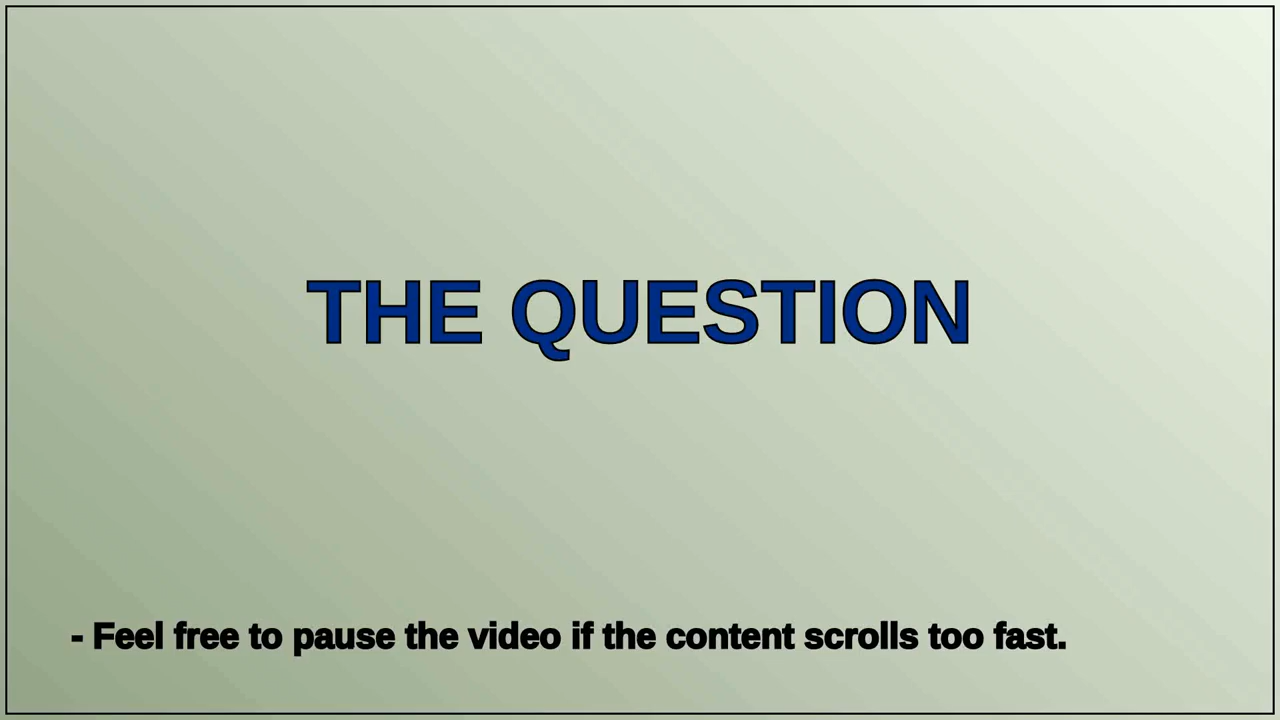 THE QUESTION
- Feel free to pause the video if the content scrolls too fast.